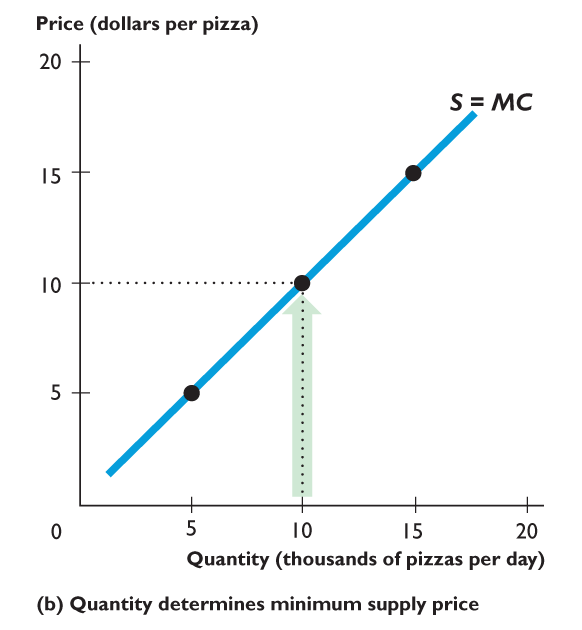 Price (dollars per pizza)
20
S = MC
15
10
5
0
5 10 15 20
Quantity (thousands of pizzas per day)
(b) Quantity determines minimum supply price